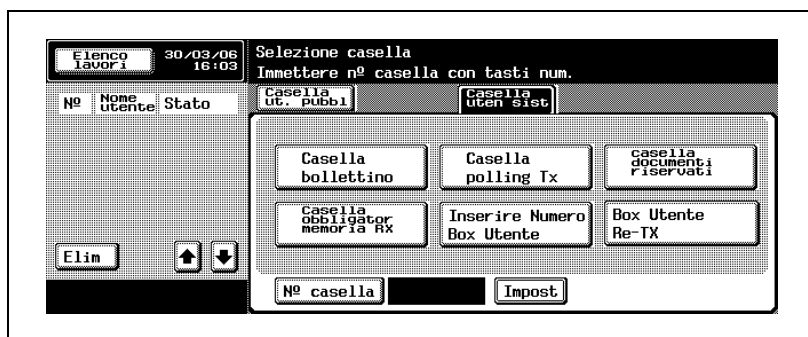 Elenco
lavori
30/03/06
16:03
Selezione casella
Immettere nº casella con tasti num.
Nº
Nome
utente
Stato
Casella
ut. pubbl
Casella
uten sist
Casella
bollettino
Casella
polling Tx
casella
documenti
riservati
Casella
obbligator
memoria RX
Inserire Numero
Box Utente
Box Utente
Re-TX
Elim
Nº casella
Impost